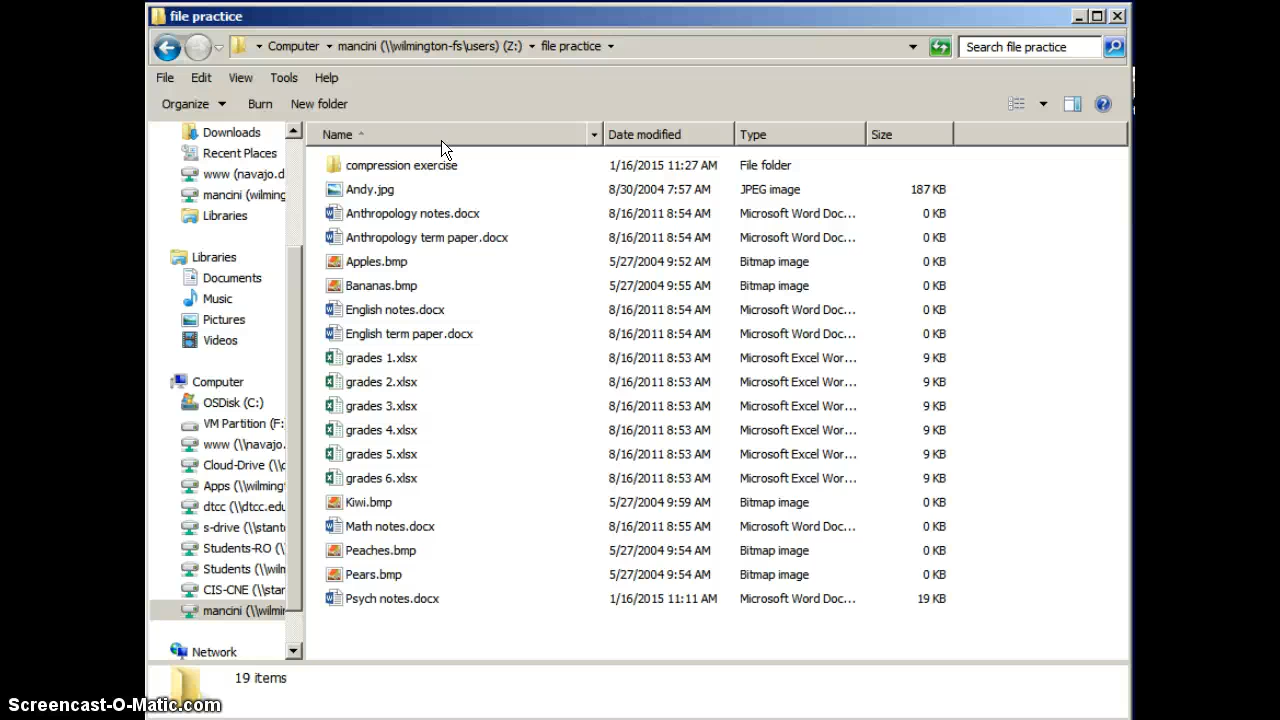 file practice
Computer mancini (\\wilmington-fs\users) (Z:) file practice Search file practice
File Edit View Tools Help
Organize Burn New folder
Downloads
Recent Places
www (navajo.d
mancini (wilming
Libraries
Libraries
Documents
Music
Pictures
Videos
Computer
OSDisk (C:)
VM Partition (F:
www (\\navajo.
Cloud-Drive (\\
Apps (\\wilming
dtcc (\\dtcc.edu
s-drive (\\stant
Students-RO (\
Students (\\wilm
CIS-CNE (\\star
mancini (\\wilmin
Network
Name Date modified Type Size
compression exercise 1/16/2015 11:27 AM File folder
Andy.jpg 8/30/2004 7:57 AM JPEG image 187 KB
Anthropology notes.docx 8/16/2011 8:54 AM Microsoft Word Doc... 0 KB
Anthropology term paper.docx 8/16/2011 8:54 AM Microsoft Word Doc... 0 KB
Apples.bmp 5/27/2004 9:52 AM Bitmap image 0 KB
Bananas.bmp 5/27/2004 9:55 AM Bitmap image 0 KB
English notes.docx 8/16/2011 8:54 AM Microsoft Word Doc... 0 KB
English term paper.docx 8/16/2011 8:54 AM Microsoft Word Doc... 0 KB
grades 1.xlsx 8/16/2011 8:53 AM Microsoft Excel Wor... 9 KB
grades 2.xlsx 8/16/2011 8:53 AM Microsoft Excel Wor... 9 KB
grades 3.xlsx 8/16/2011 8:53 AM Microsoft Excel Wor... 9 KB
grades 4.xlsx 8/16/2011 8:53 AM Microsoft Excel Wor... 9 KB
grades 5.xlsx 8/16/2011 8:53 AM Microsoft Excel Wor... 9 KB
grades 6.xlsx 8/16/2011 8:53 AM Microsoft Excel Wor... 9 KB
Kiwi.bmp 5/27/2004 9:59 AM Bitmap image 0 KB
Math notes.docx 8/16/2011 8:55 AM Microsoft Word Doc... 0 KB
Peaches.bmp 5/27/2004 9:54 AM Bitmap image 0 KB
Pears.bmp 5/27/2004 9:54 AM Bitmap image 0 KB
Psych notes.docx 1/16/2015 11:11 AM Microsoft Word Doc... 19 KB
19 items
Screencast-O-Matic.com